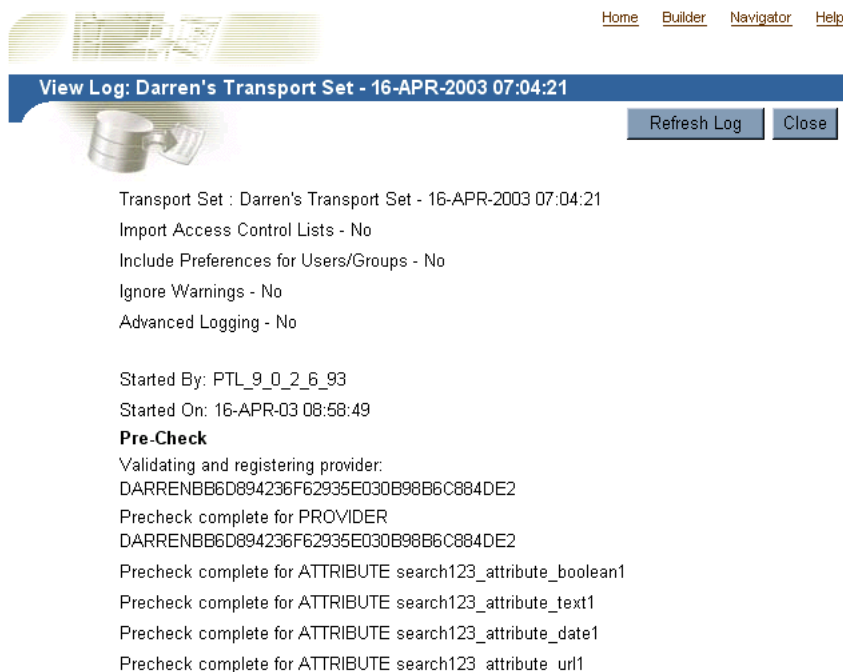 Home Builder Navigator Help
View Log: Darren's Transport Set - 16-APR-2003 07:04:21
Refresh Log Close
Transport Set : Darren's Transport Set - 16-APR-2003 07:04:21
Import Access Control Lists - No
Include Preferences for Users/Groups - No
Ignore Warnings - No
Advanced Logging - No
Started By: PTL_9_0_2_6_93
Started On: 16-APR-03 08:58:49
Pre-Check
Validating and registering provider:
DARRENBB6D894236F62935E030B98B6C884DE2
Precheck complete for PROVIDER
DARRENBB6D894236F62935E030B98B6C884DE2
Precheck complete for ATTRIBUTE search123_attribute_boolean1
Precheck complete for ATTRIBUTE search123_attribute_text1
Precheck complete for ATTRIBUTE search123_attribute_date1
Precheck complete for ATTRIBUTE search123_attribute_url1